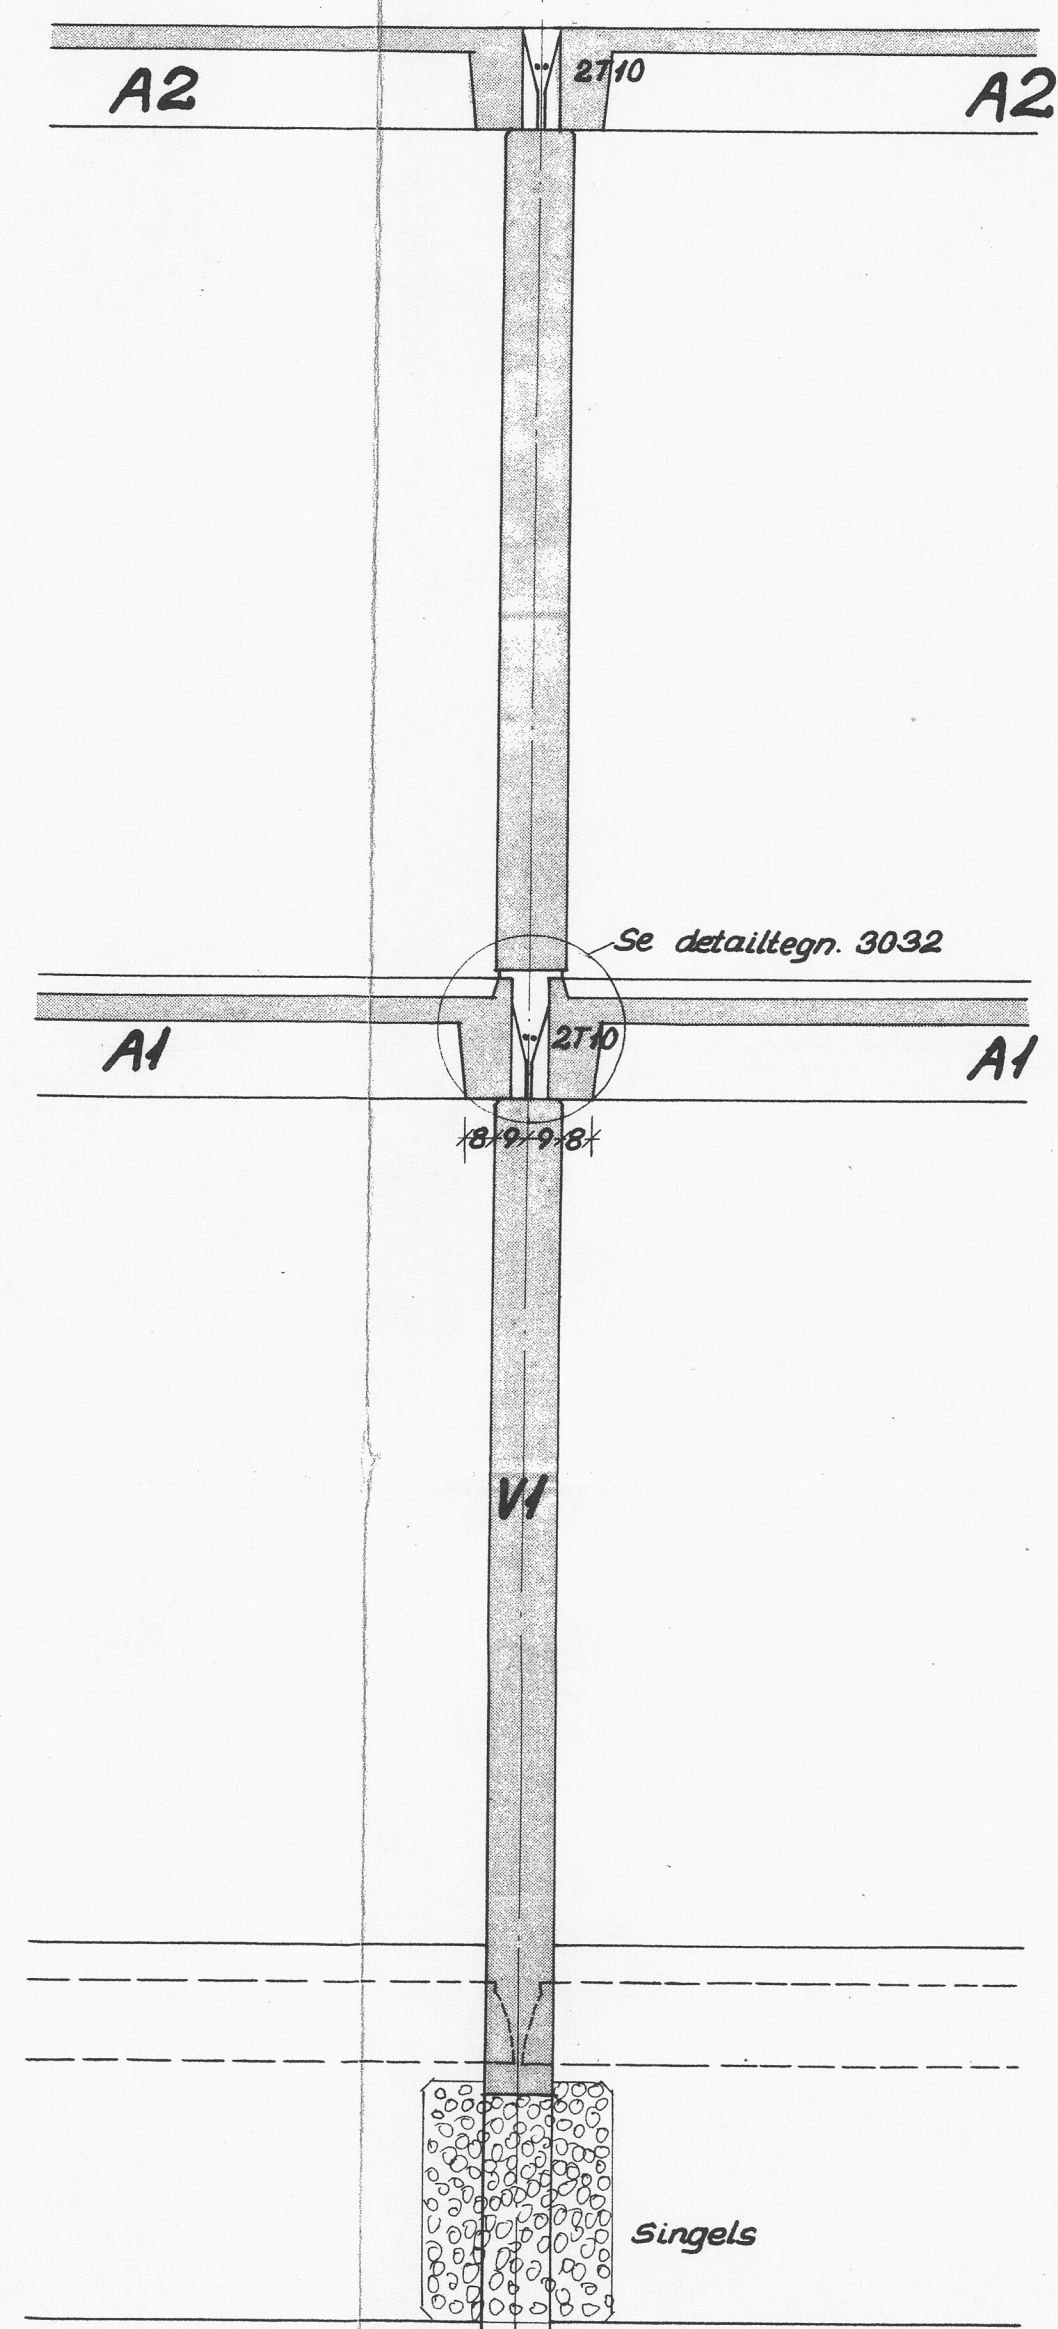 A2 2T10 A2
Se detailtegn. 3032
A1 2T10 A1
8 9 9 8
V1
Singels